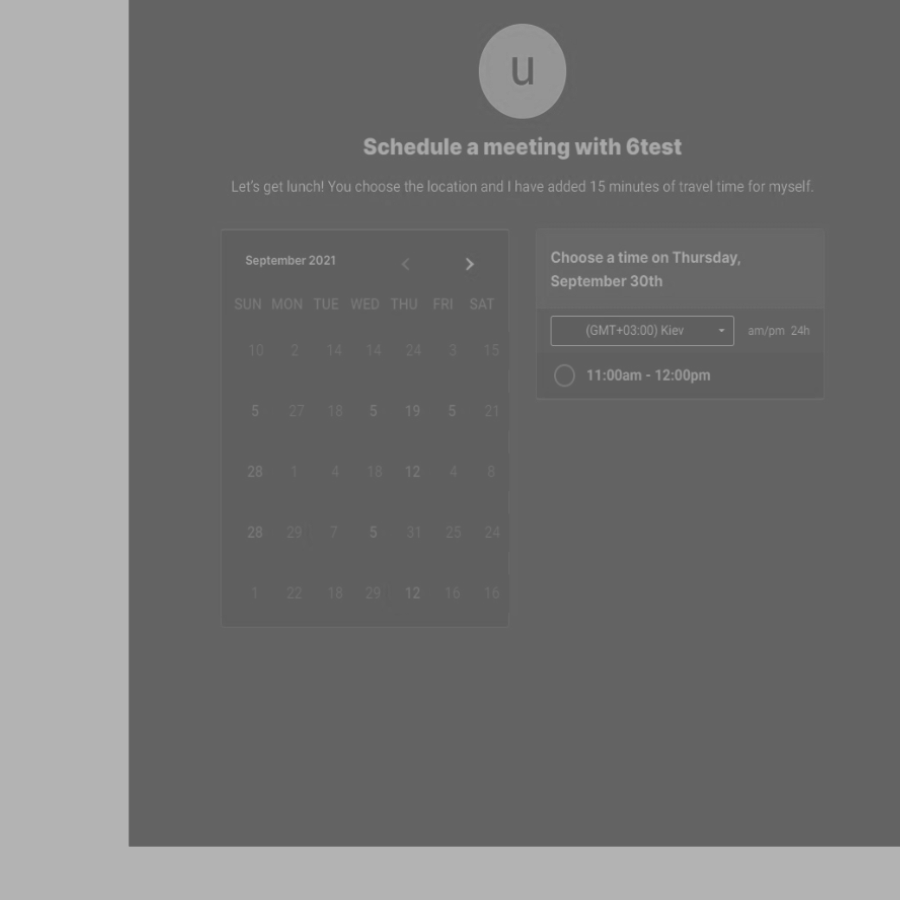 u
Schedule a meeting with 6test
Let's get lunch! You choose the location and I have added 15 minutes of travel time for myself.
September 2021
SUN MON TUE WED THU FRI SAT
10 2 14 14 24 3 15
5 27 18 5 19 5 21
28 1 4 18 12 4 8
28 29 7 5 31 25 24
1 22 18 29 12 16 16
Choose a time on Thursday,
September 30th
(GMT+03:00) Kiev am/pm 24h
11:00am - 12:00pm